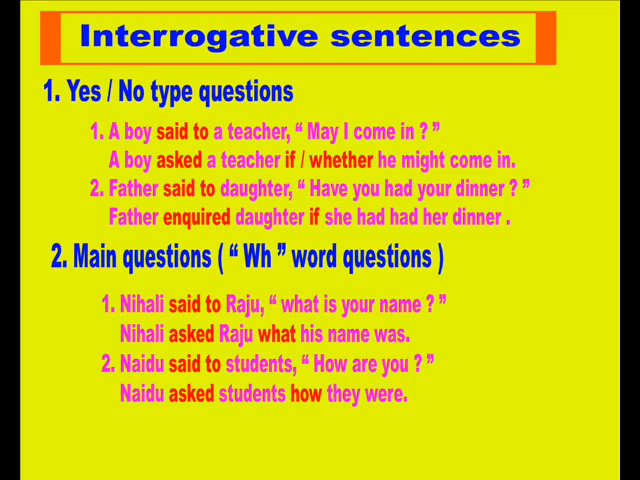 Interrogative sentences
1. Yes / No type questions
1. A boy said to a teacher, “ May I come in ? ”
A boy asked a teacher if / whether he might come in.
2. Father said to daughter, “ Have you had your dinner ? ”
Father enquired daughter if she had had her dinner .
2. Main questions ( “ Wh ” word questions )
1. Nihali said to Raju, “ what is your name ? ”
Nihali asked Raju what his name was.
2. Naidu said to students, “ How are you ? ”
Naidu asked students how they were.